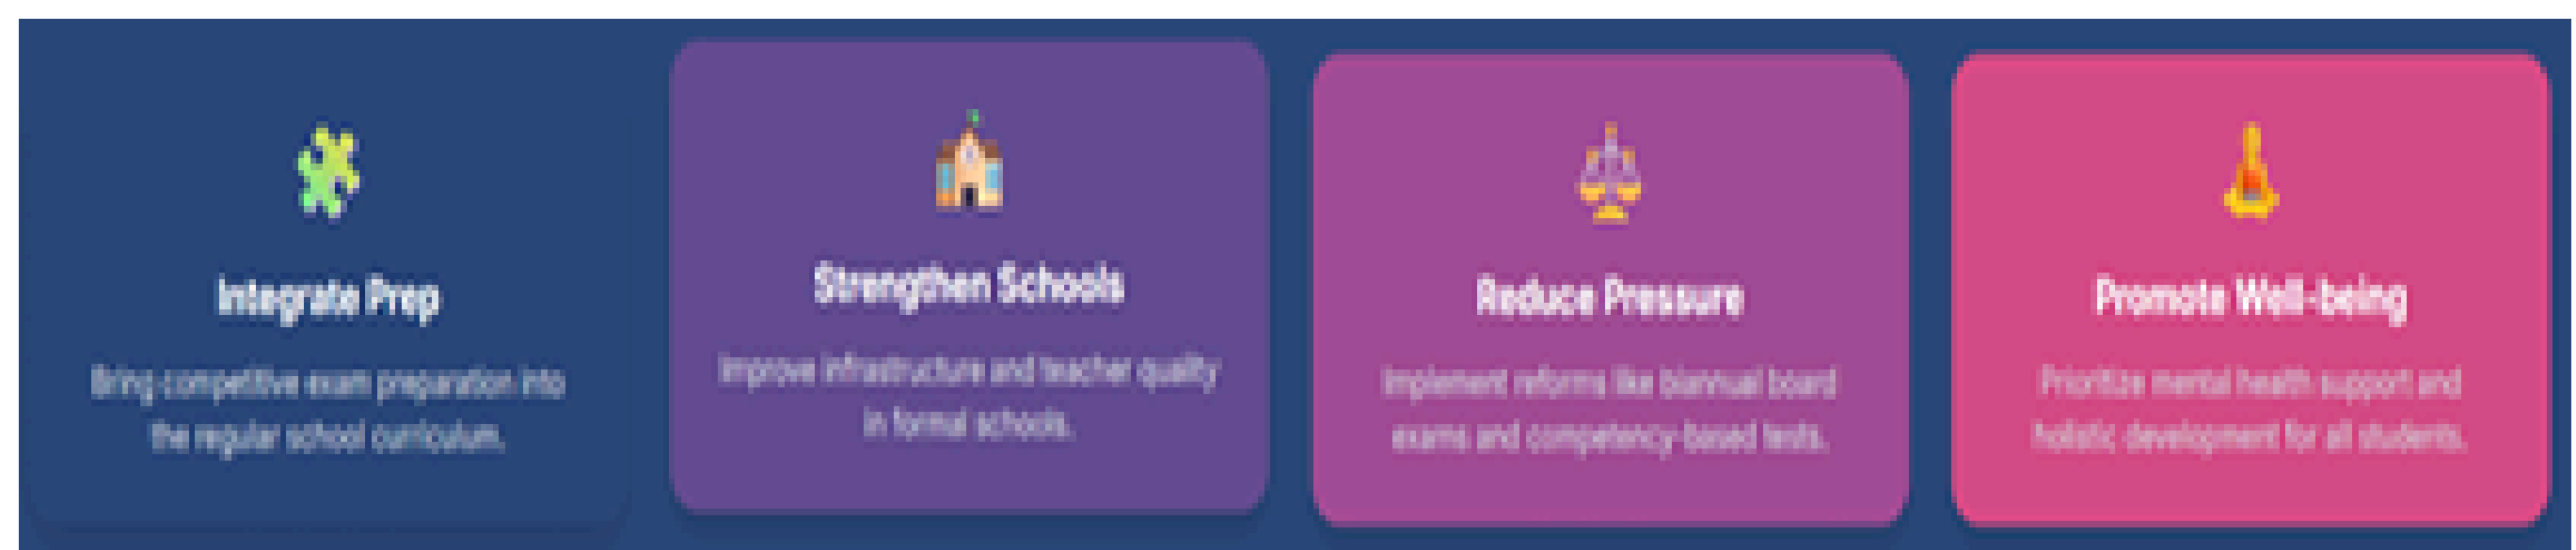 Integrate Prep
Bring competitive exam preparation into
the regular school curriculum.
Strengthen Schools
Improve infrastructure and teacher quality
in formal schools.
Reduce Pressure
Implement reforms like biannual board
exams and competency-based tests.
Promote Well-being
Prioritize mental health support and
holistic development for all students.